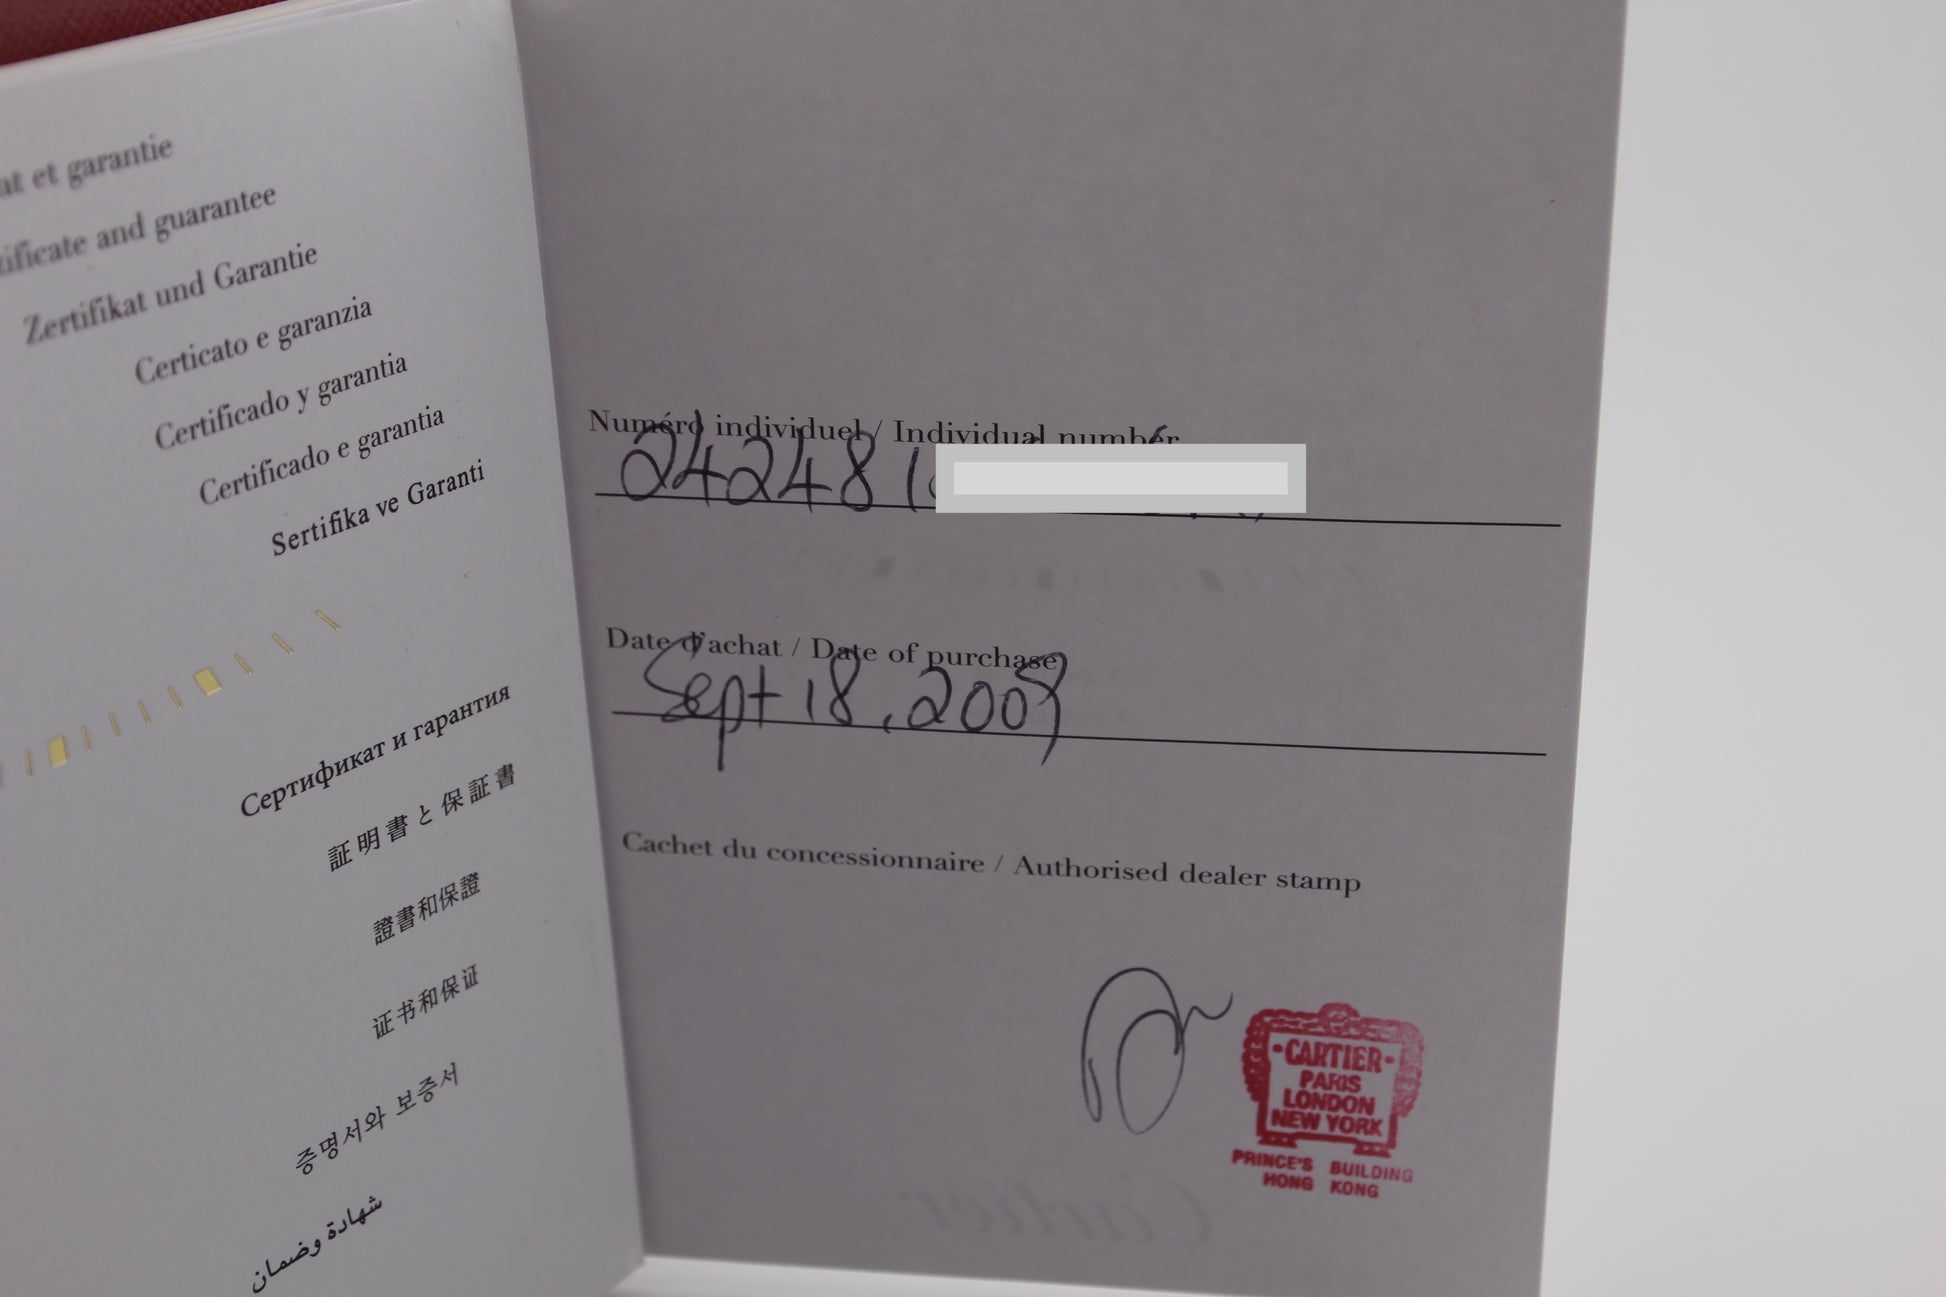 at et garantie
tificate and guarantee
Zertifikat und Garantie
Certicato e garanzia
Certificado y garantia
Certificado e garantia
Sertifika ve Garanti
Сертификат и гарантия
証明書と保証書
證書和保證
证书和保证
증명서와 보증서
شهادة وضمان
Numéro individuel / Individual number
242481
Date d'achat / Date of purchase
Sept 18, 2009
Cachet du concessionnaire / Authorised dealer stamp
·CARTIER·
PARIS
LONDON
NEW YORK
PRINCE'S BUILDING
HONG KONG
Cartier